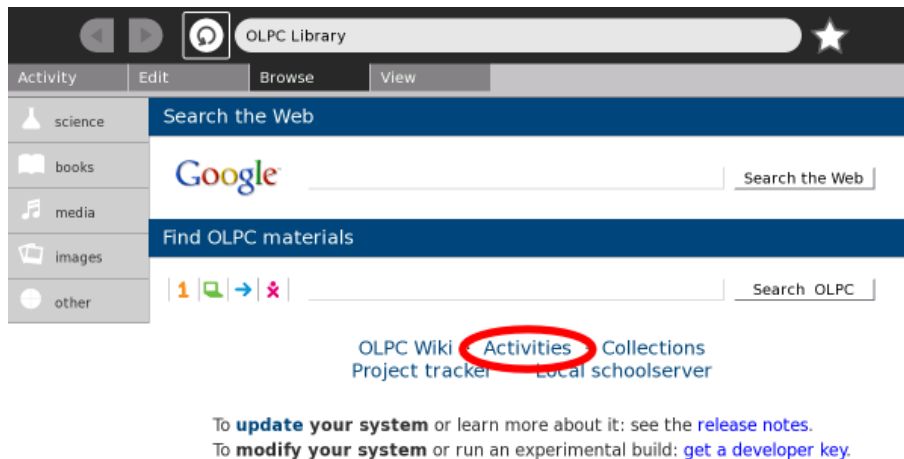 OLPC Library
Activity Edit Browse View
science
books
media
images
other
Search the Web
Google Search the Web
Find OLPC materials
1 Search OLPC
OLPC Wiki · Activities · Collections
Project tracker Local schoolserver
To update your system or learn more about it: see the release notes.
To modify your system or run an experimental build: get a developer key.